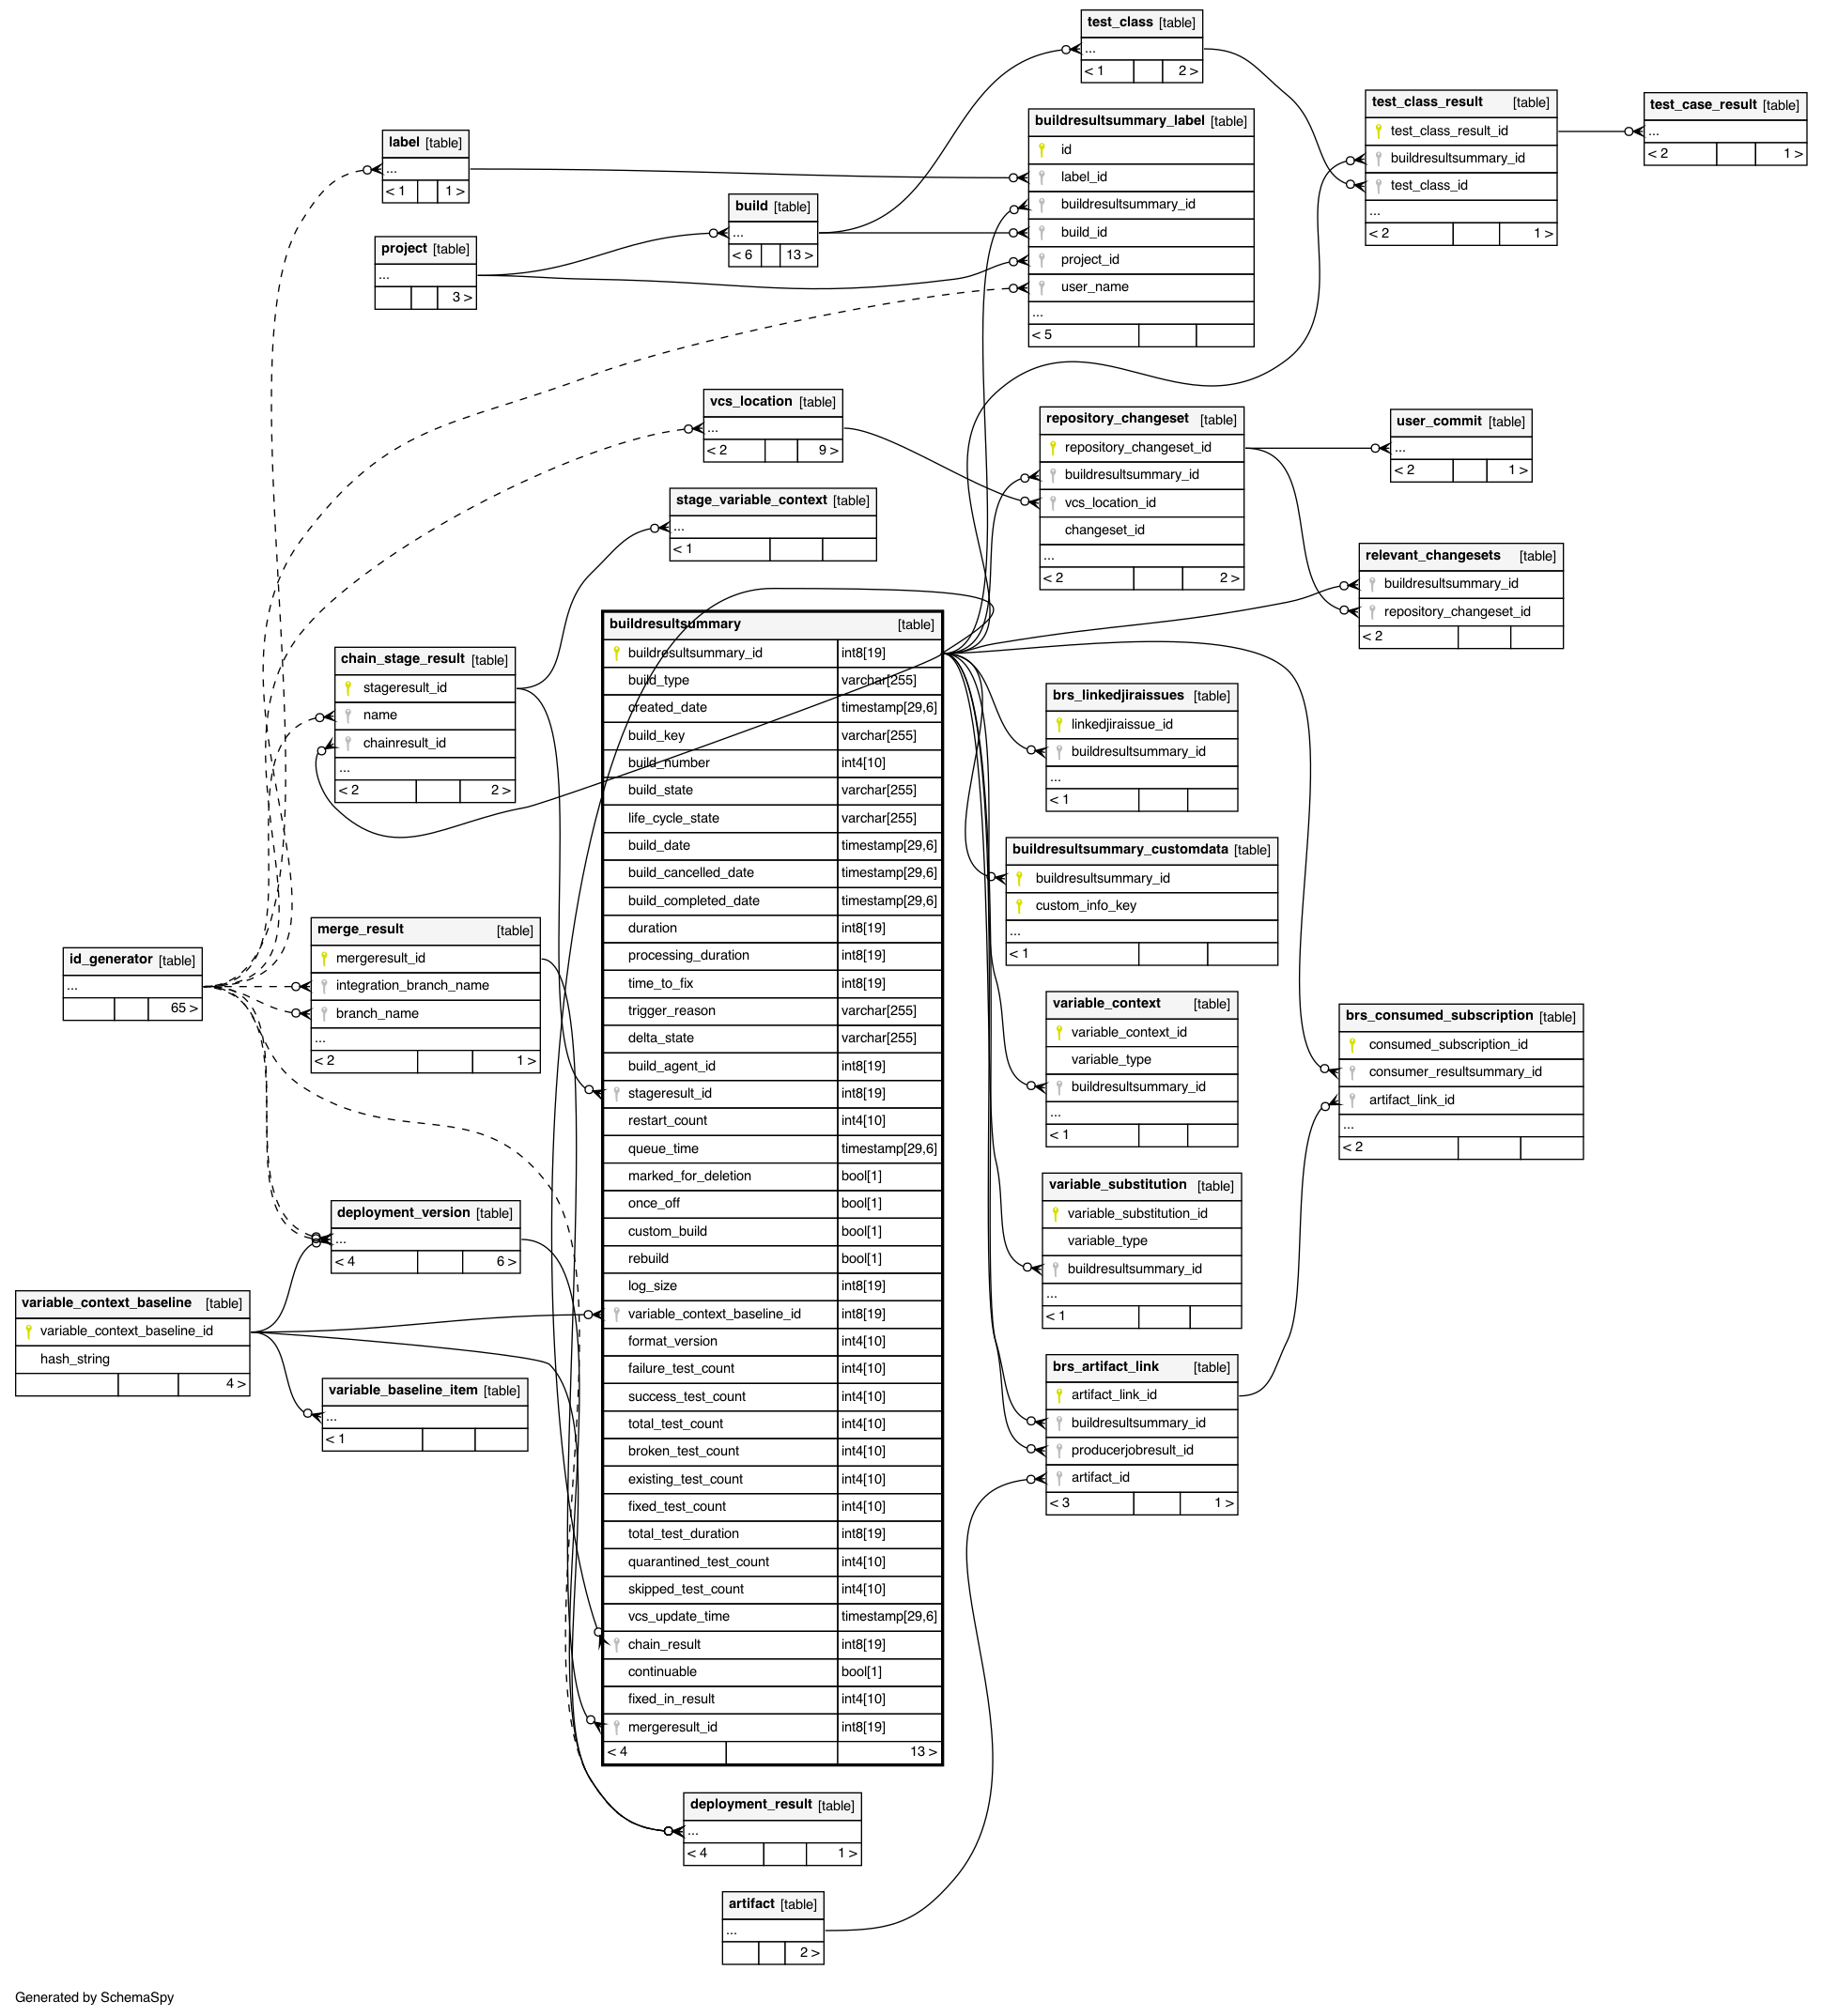 test_class [table]
...
< 1 2 >
test_class_result [table]
test_class_result_id
buildresultsummary_id
test_class_id
...
< 2 1 >
test_case_result [table]
...
< 2 1 >
buildresultsummary_label [table]
id
label_id
buildresultsummary_id
build_id
project_id
user_name
...
< 5
label [table]
...
< 1 1 >
build [table]
...
< 6 13 >
project [table]
...
3 >
vcs_location [table]
...
< 2 9 >
repository_changeset [table]
repository_changeset_id
buildresultsummary_id
vcs_location_id
changeset_id
...
< 2 2 >
user_commit [table]
...
< 2 1 >
stage_variable_context [table]
...
< 1
relevant_changesets [table]
buildresultsummary_id
repository_changeset_id
< 2
buildresultsummary [table]
buildresultsummary_id int8[19]
build_type varchar[255]
created_date timestamp[29,6]
build_key varchar[255]
build_number int4[10]
build_state varchar[255]
life_cycle_state varchar[255]
build_date timestamp[29,6]
build_cancelled_date timestamp[29,6]
build_completed_date timestamp[29,6]
duration int8[19]
processing_duration int8[19]
time_to_fix int8[19]
trigger_reason varchar[255]
delta_state varchar[255]
build_agent_id int8[19]
stageresult_id int8[19]
restart_count int4[10]
queue_time timestamp[29,6]
marked_for_deletion bool[1]
once_off bool[1]
custom_build bool[1]
rebuild bool[1]
log_size int8[19]
variable_context_baseline_id int8[19]
format_version int4[10]
failure_test_count int4[10]
success_test_count int4[10]
total_test_count int4[10]
broken_test_count int4[10]
existing_test_count int4[10]
fixed_test_count int4[10]
total_test_duration int8[19]
quarantined_test_count int4[10]
skipped_test_count int4[10]
vcs_update_time timestamp[29,6]
chain_result int8[19]
continuable bool[1]
fixed_in_result int4[10]
mergeresult_id int8[19]
< 4 13 >
chain_stage_result [table]
stageresult_id
name
chainresult_id
...
< 2 2 >
brs_linkedjiraissues [table]
linkedjiraissue_id
buildresultsummary_id
...
< 1
buildresultsummary_customdata [table]
buildresultsummary_id
custom_info_key
...
< 1
merge_result [table]
mergeresult_id
integration_branch_name
branch_name
...
< 2 1 >
id_generator [table]
...
65 >
variable_context [table]
variable_context_id
variable_type
buildresultsummary_id
...
< 1
brs_consumed_subscription [table]
consumed_subscription_id
consumer_resultsummary_id
artifact_link_id
...
< 2
variable_substitution [table]
variable_substitution_id
variable_type
buildresultsummary_id
...
< 1
deployment_version [table]
...
< 4 6 >
variable_context_baseline [table]
variable_context_baseline_id
hash_string
4 >
variable_baseline_item [table]
...
< 1
brs_artifact_link [table]
artifact_link_id
buildresultsummary_id
producerjobresult_id
artifact_id
< 3 1 >
deployment_result [table]
...
< 4 1 >
artifact [table]
...
2 >
Generated by SchemaSpy